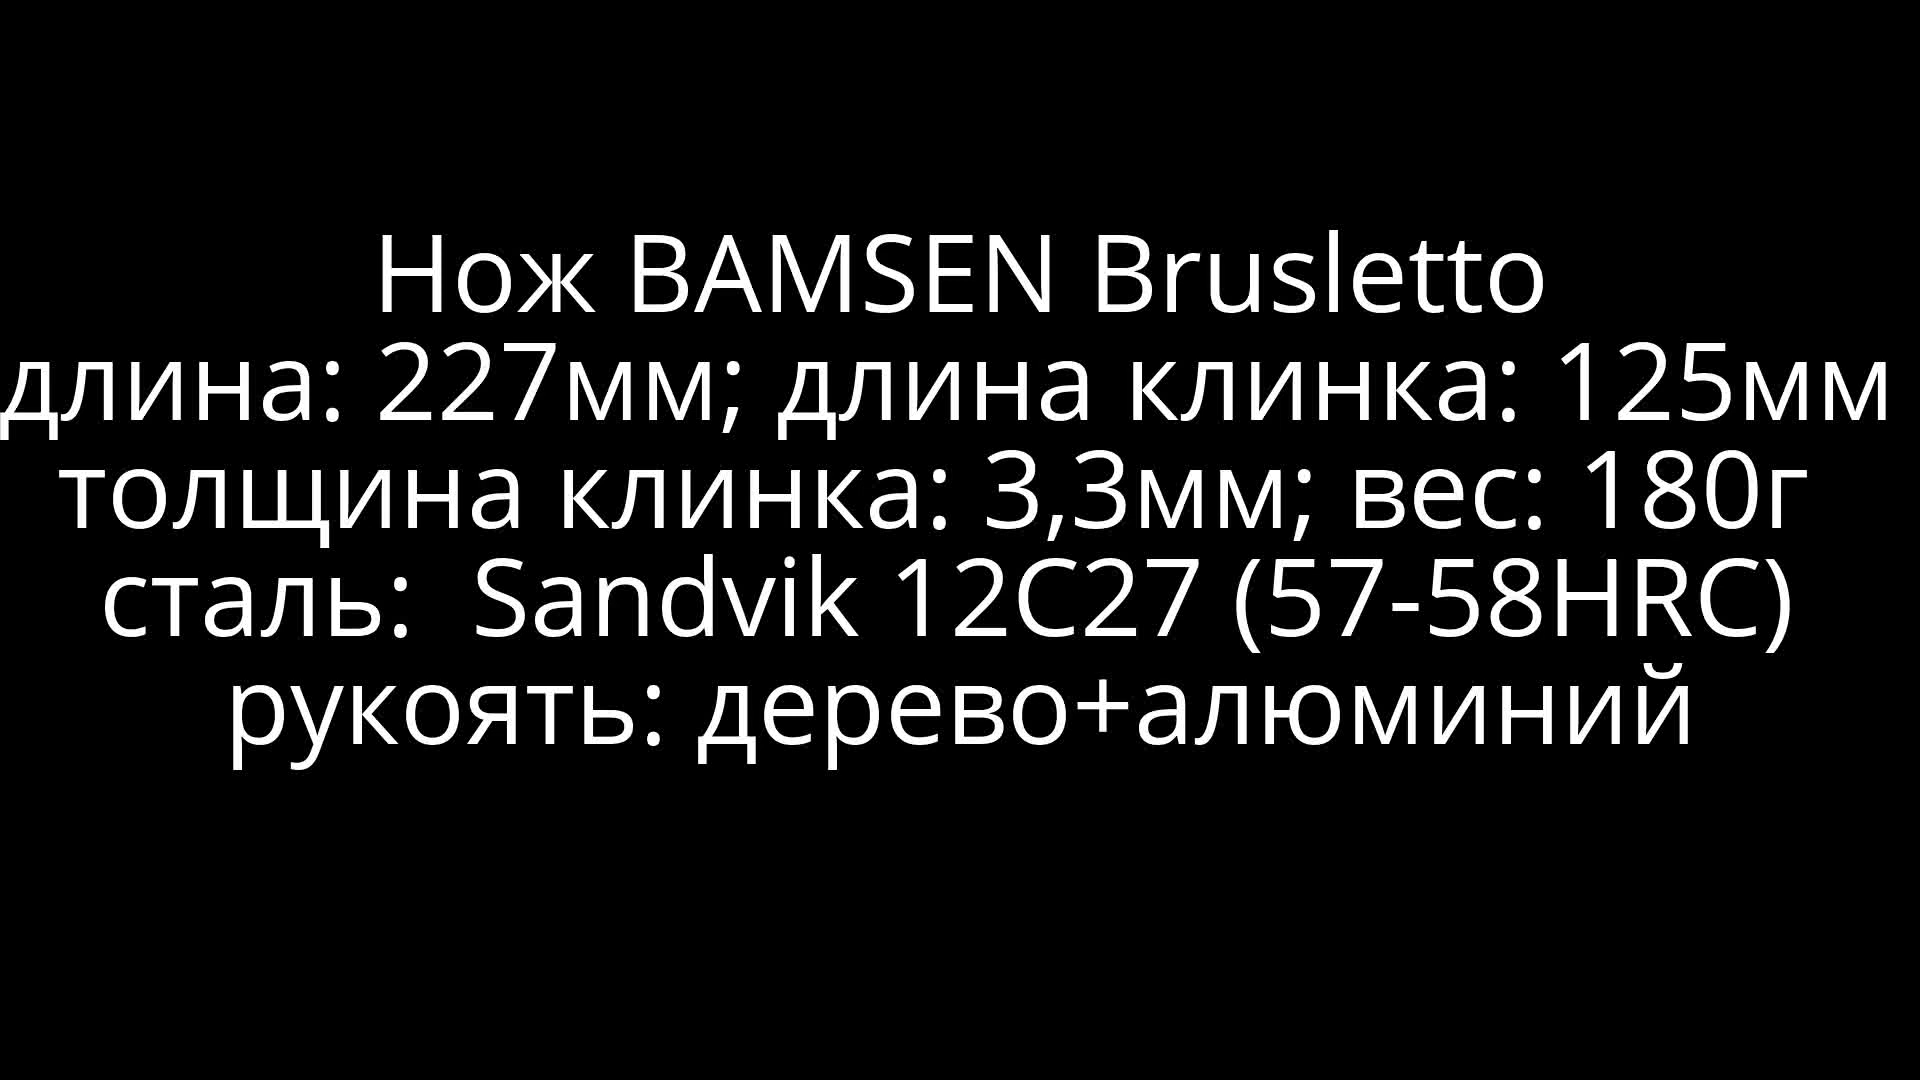 Нож BAMSEN Brusletto
длина: 227мм; длина клинка: 125мм
толщина клинка: 3,3мм; вес: 180г
сталь:  Sandvik 12C27 (57-58HRC)
рукоять: дерево+алюминий